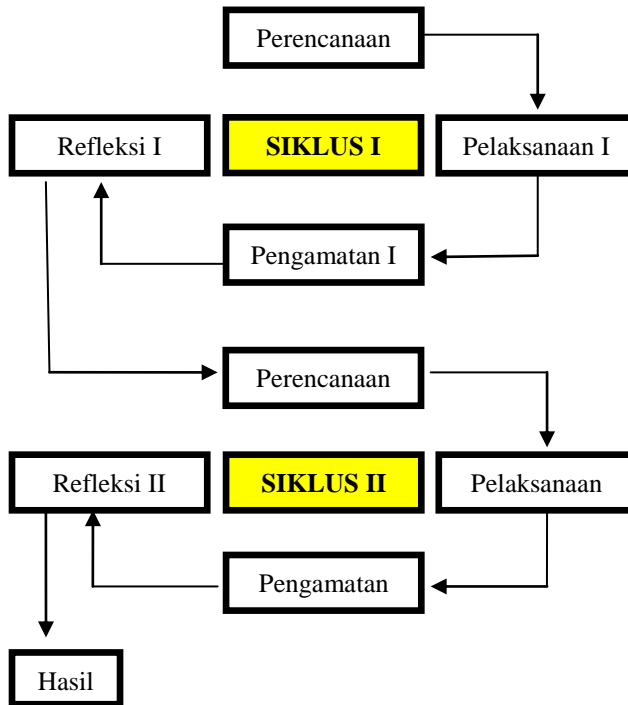 Perencanaan
Refleksi I
SIKLUS I
Pelaksanaan I
Pengamatan I
Perencanaan
Refleksi II
SIKLUS II
Pelaksanaan
Pengamatan
Hasil